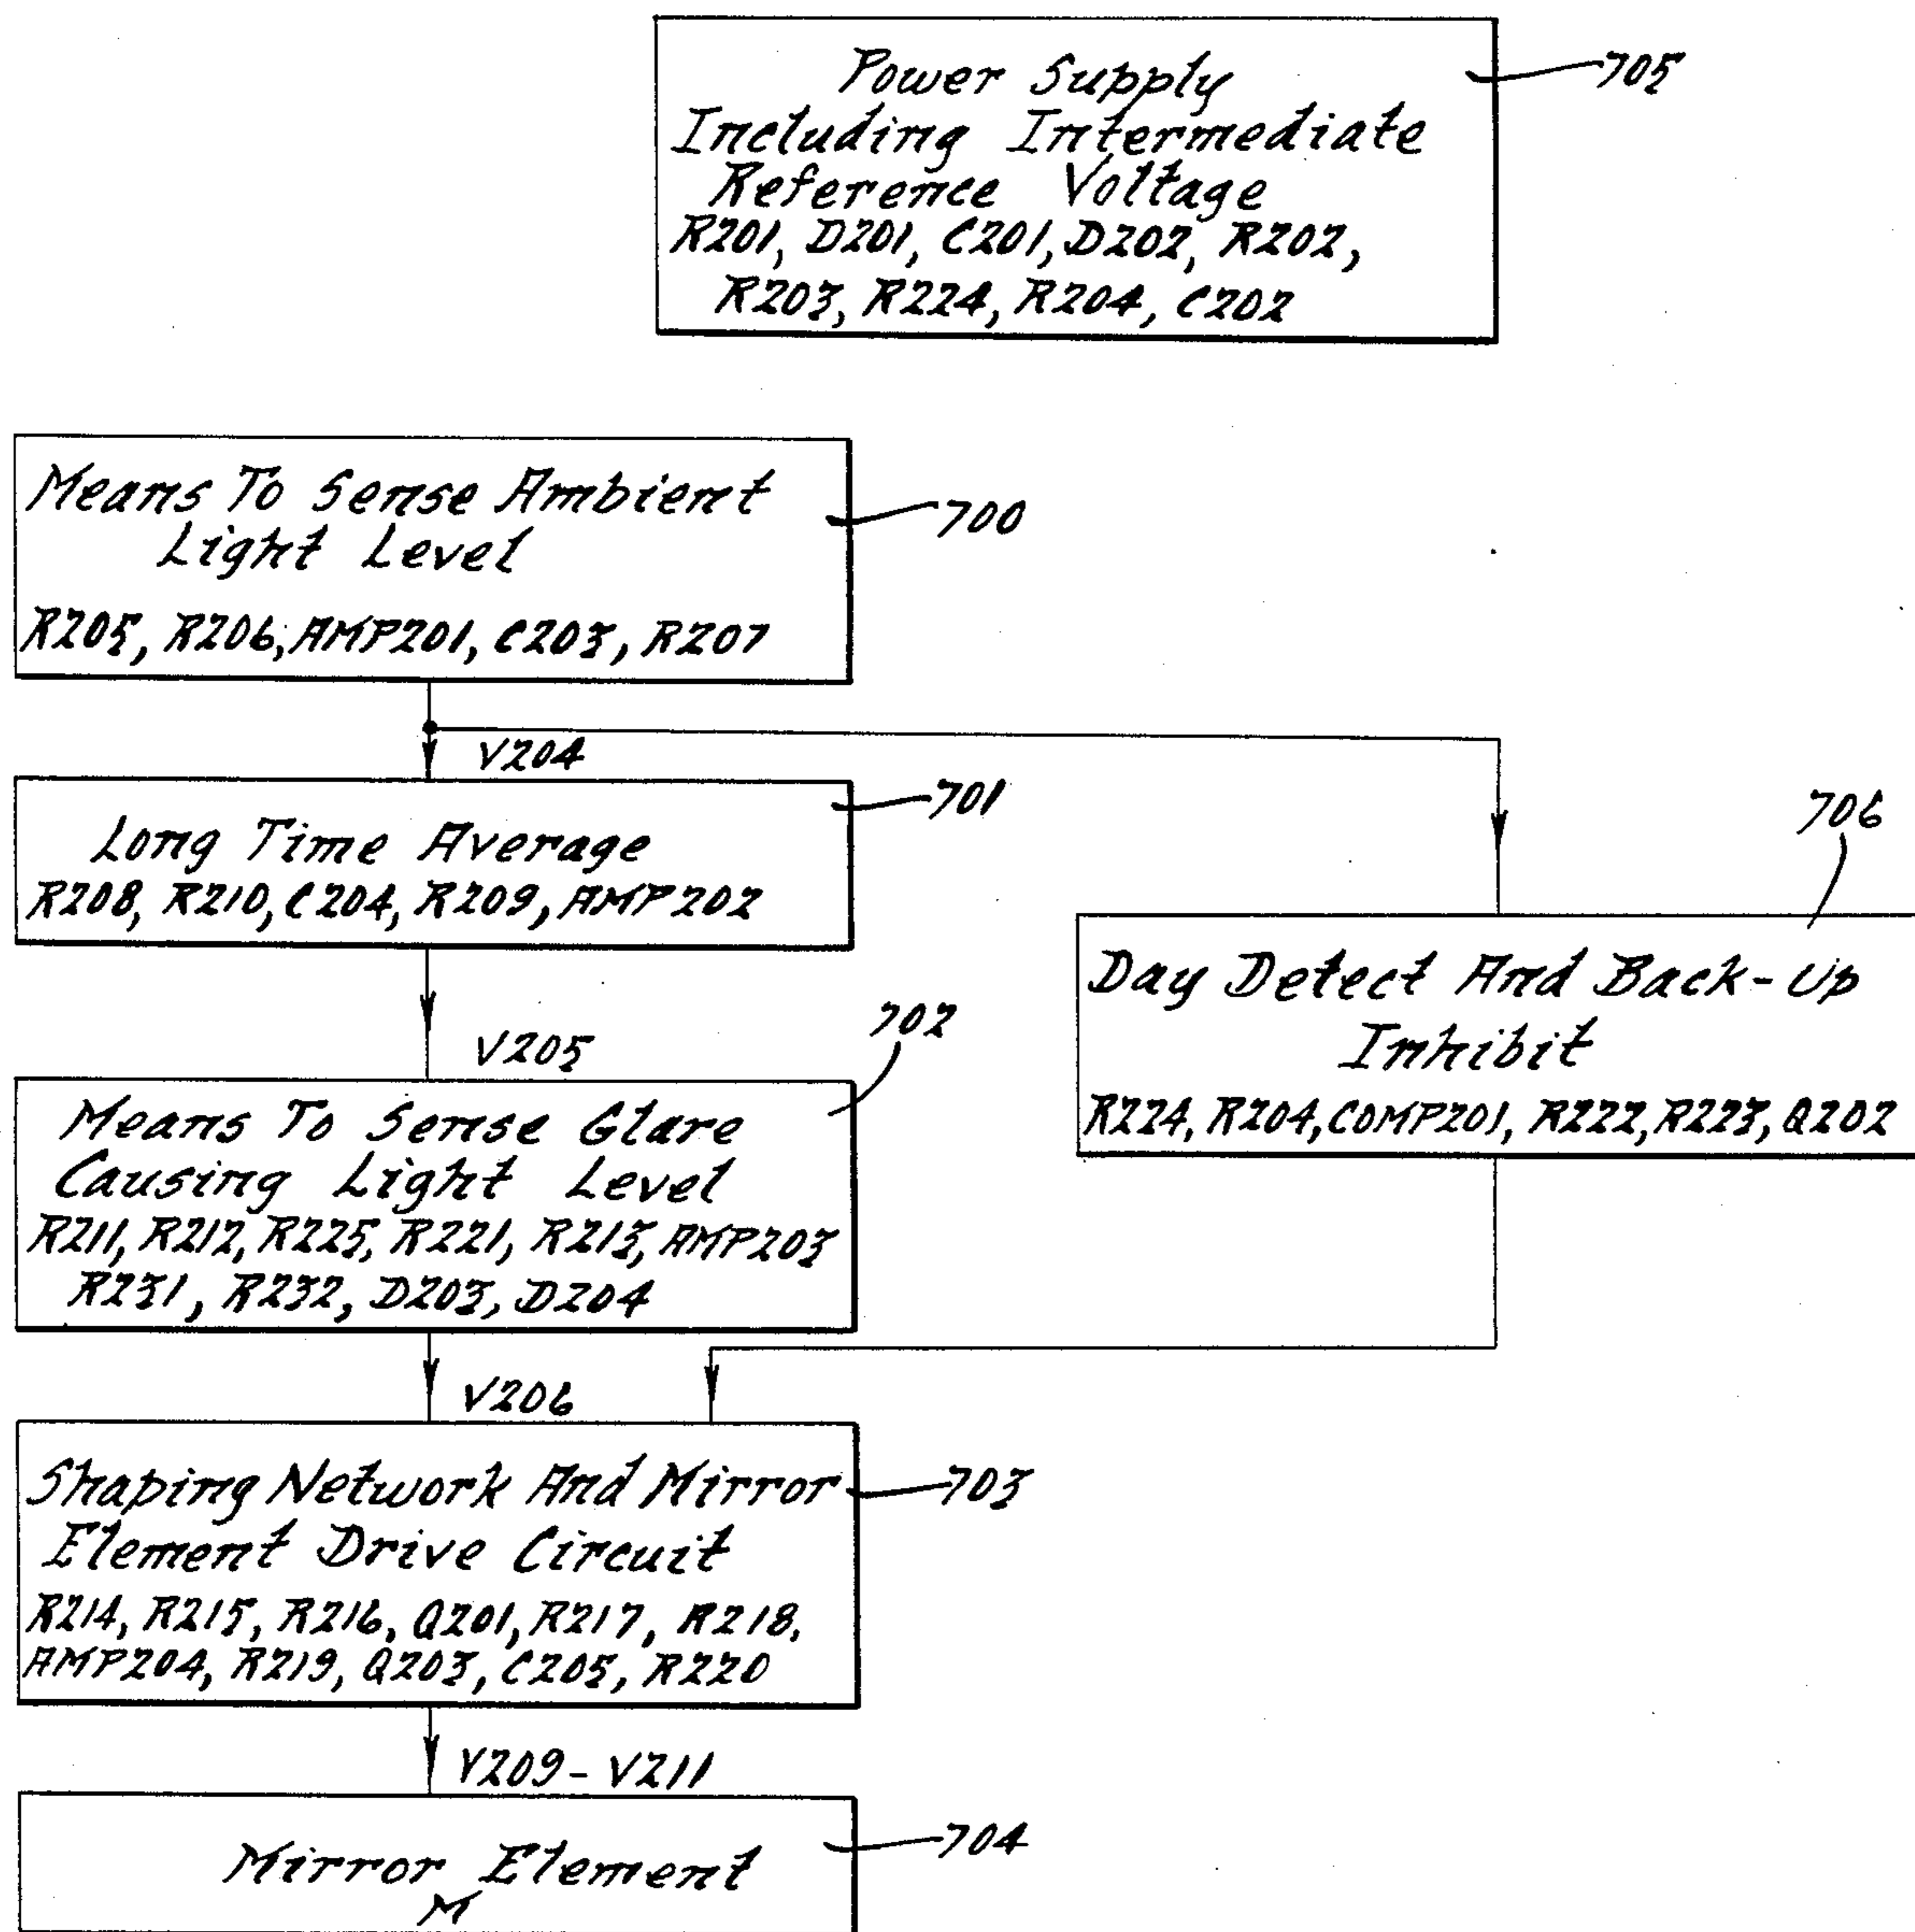 Power Supply
Including Intermediate
Reference Voltage
R201, D201, C201, D202, R202,
R203, R224, R204, C202
705
Means To Sense Ambient
Light Level
R205, R206, AMP201, C203, R207
700
V204
Long Time Average
R208, R210, C204, R209, AMP202
701
V205
Means To Sense Glare
Causing Light Level
R211, R212, R225, R221, R213, AMP203
R231, R232, D203, D204
702
Day Detect And Back-Up
Inhibit
R224, R204, COMP201, R222, R223, Q202
706
V206
Shaping Network And Mirror
Element Drive Circuit
R214, R215, R216, Q201, R217, R218,
AMP204, R219, Q203, C205, R220
703
V209-V211
Mirror Element
M
704